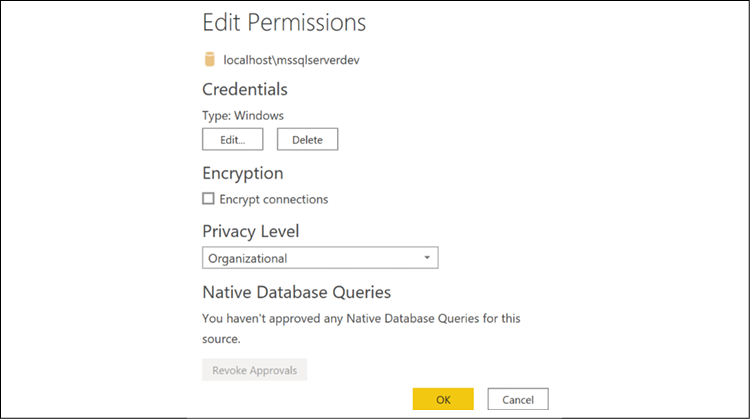 Edit Permissions
localhost\mssqlserverdev
Credentials
Type: Windows
Edit... Delete
Encryption
Encrypt connections
Privacy Level
Organizational
Native Database Queries
You haven't approved any Native Database Queries for this
source.
Revoke Approvals
OK Cancel